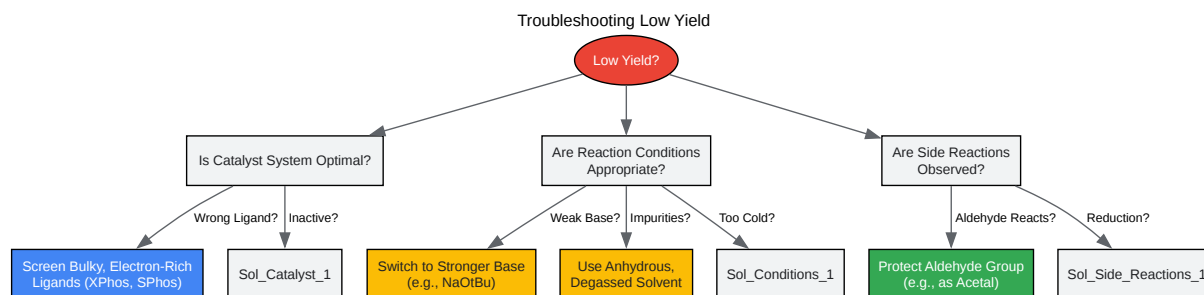 Troubleshooting Low Yield
Low Yield?
Is Catalyst System Optimal?
Are Reaction Conditions
Appropriate?
Are Side Reactions
Observed?
Wrong Ligand?
Inactive?
Weak Base?
Impurities?
Too Cold?
Aldehyde Reacts?
Reduction?
Screen Bulky, Electron-Rich
Ligands (XPhos, SPhos)
Sol_Catalyst_1
Switch to Stronger Base
(e.g., NaOtBu)
Use Anhydrous,
Degassed Solvent
Sol_Conditions_1
Protect Aldehyde Group
(e.g., as Acetal)
Sol_Side_Reactions_1